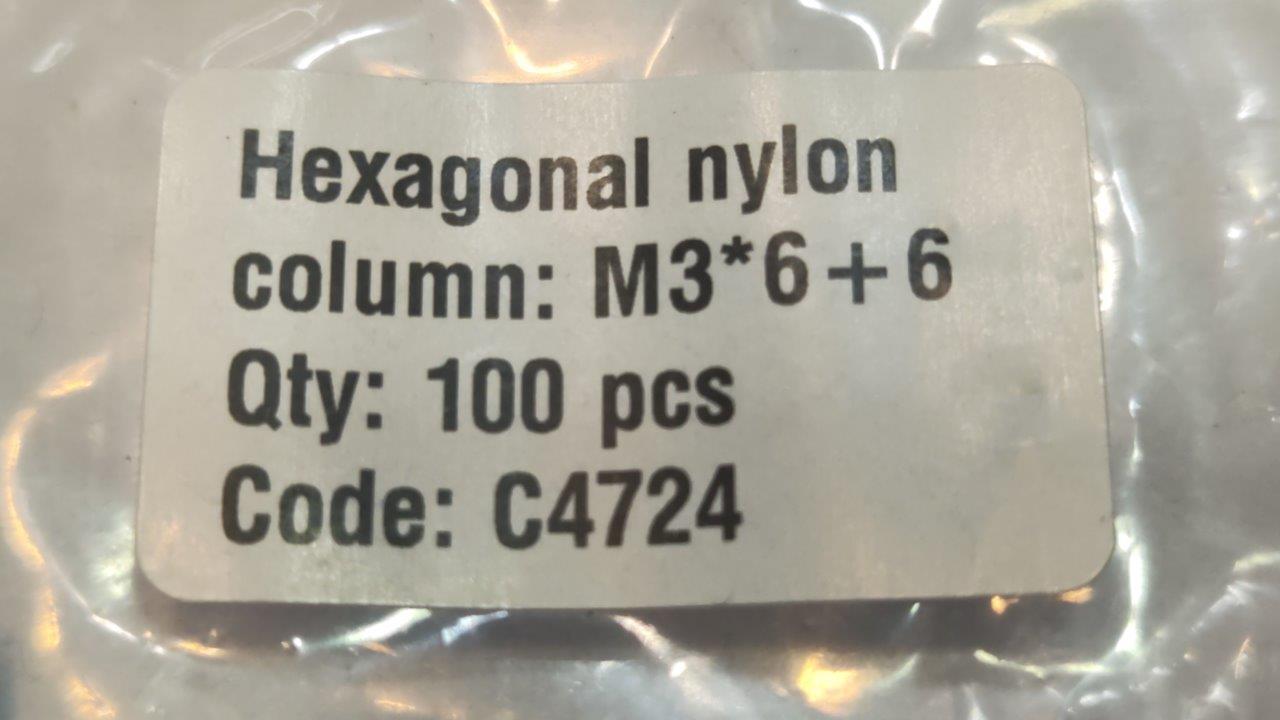 Hexagonal nylon
column: M3*6+6
Qty: 100 pcs
Code: C4724